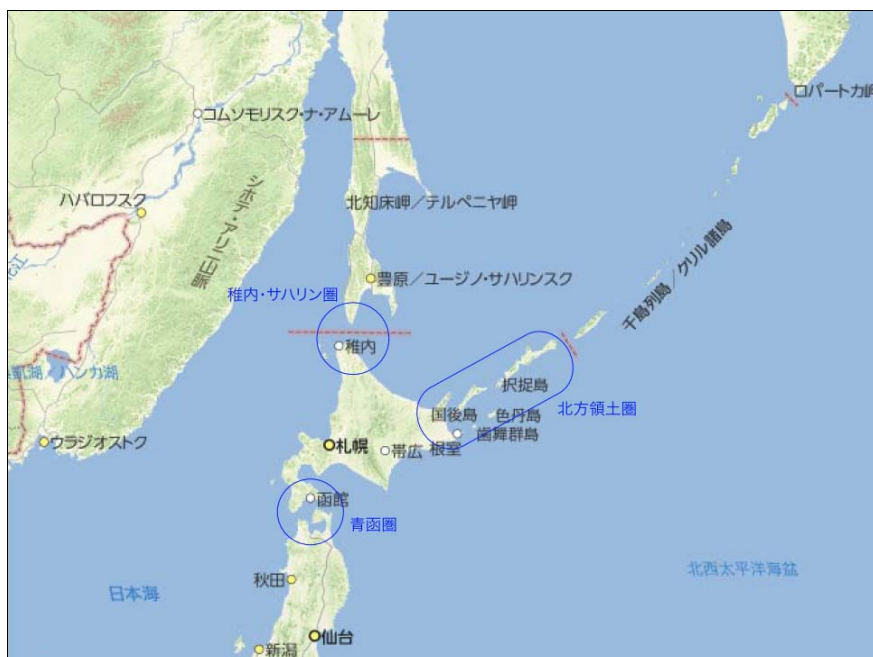 ロパートカ岬
コムソモリスク・ナ・アムーレ
ハバロフスク
シホテ・アリニ山脈
北知床岬／テルペニヤ岬
千島列島／クリル諸島
豊原／ユージノ・サハリンスク
稚内・サハリン圏
稚内
ハンカ湖
択捉島
国後島
色丹島
北方領土圏
歯舞群島
根室
ウラジオストク
札幌
帯広
函館
青函圏
北西太平洋海盆
秋田
日本海
仙台
新潟